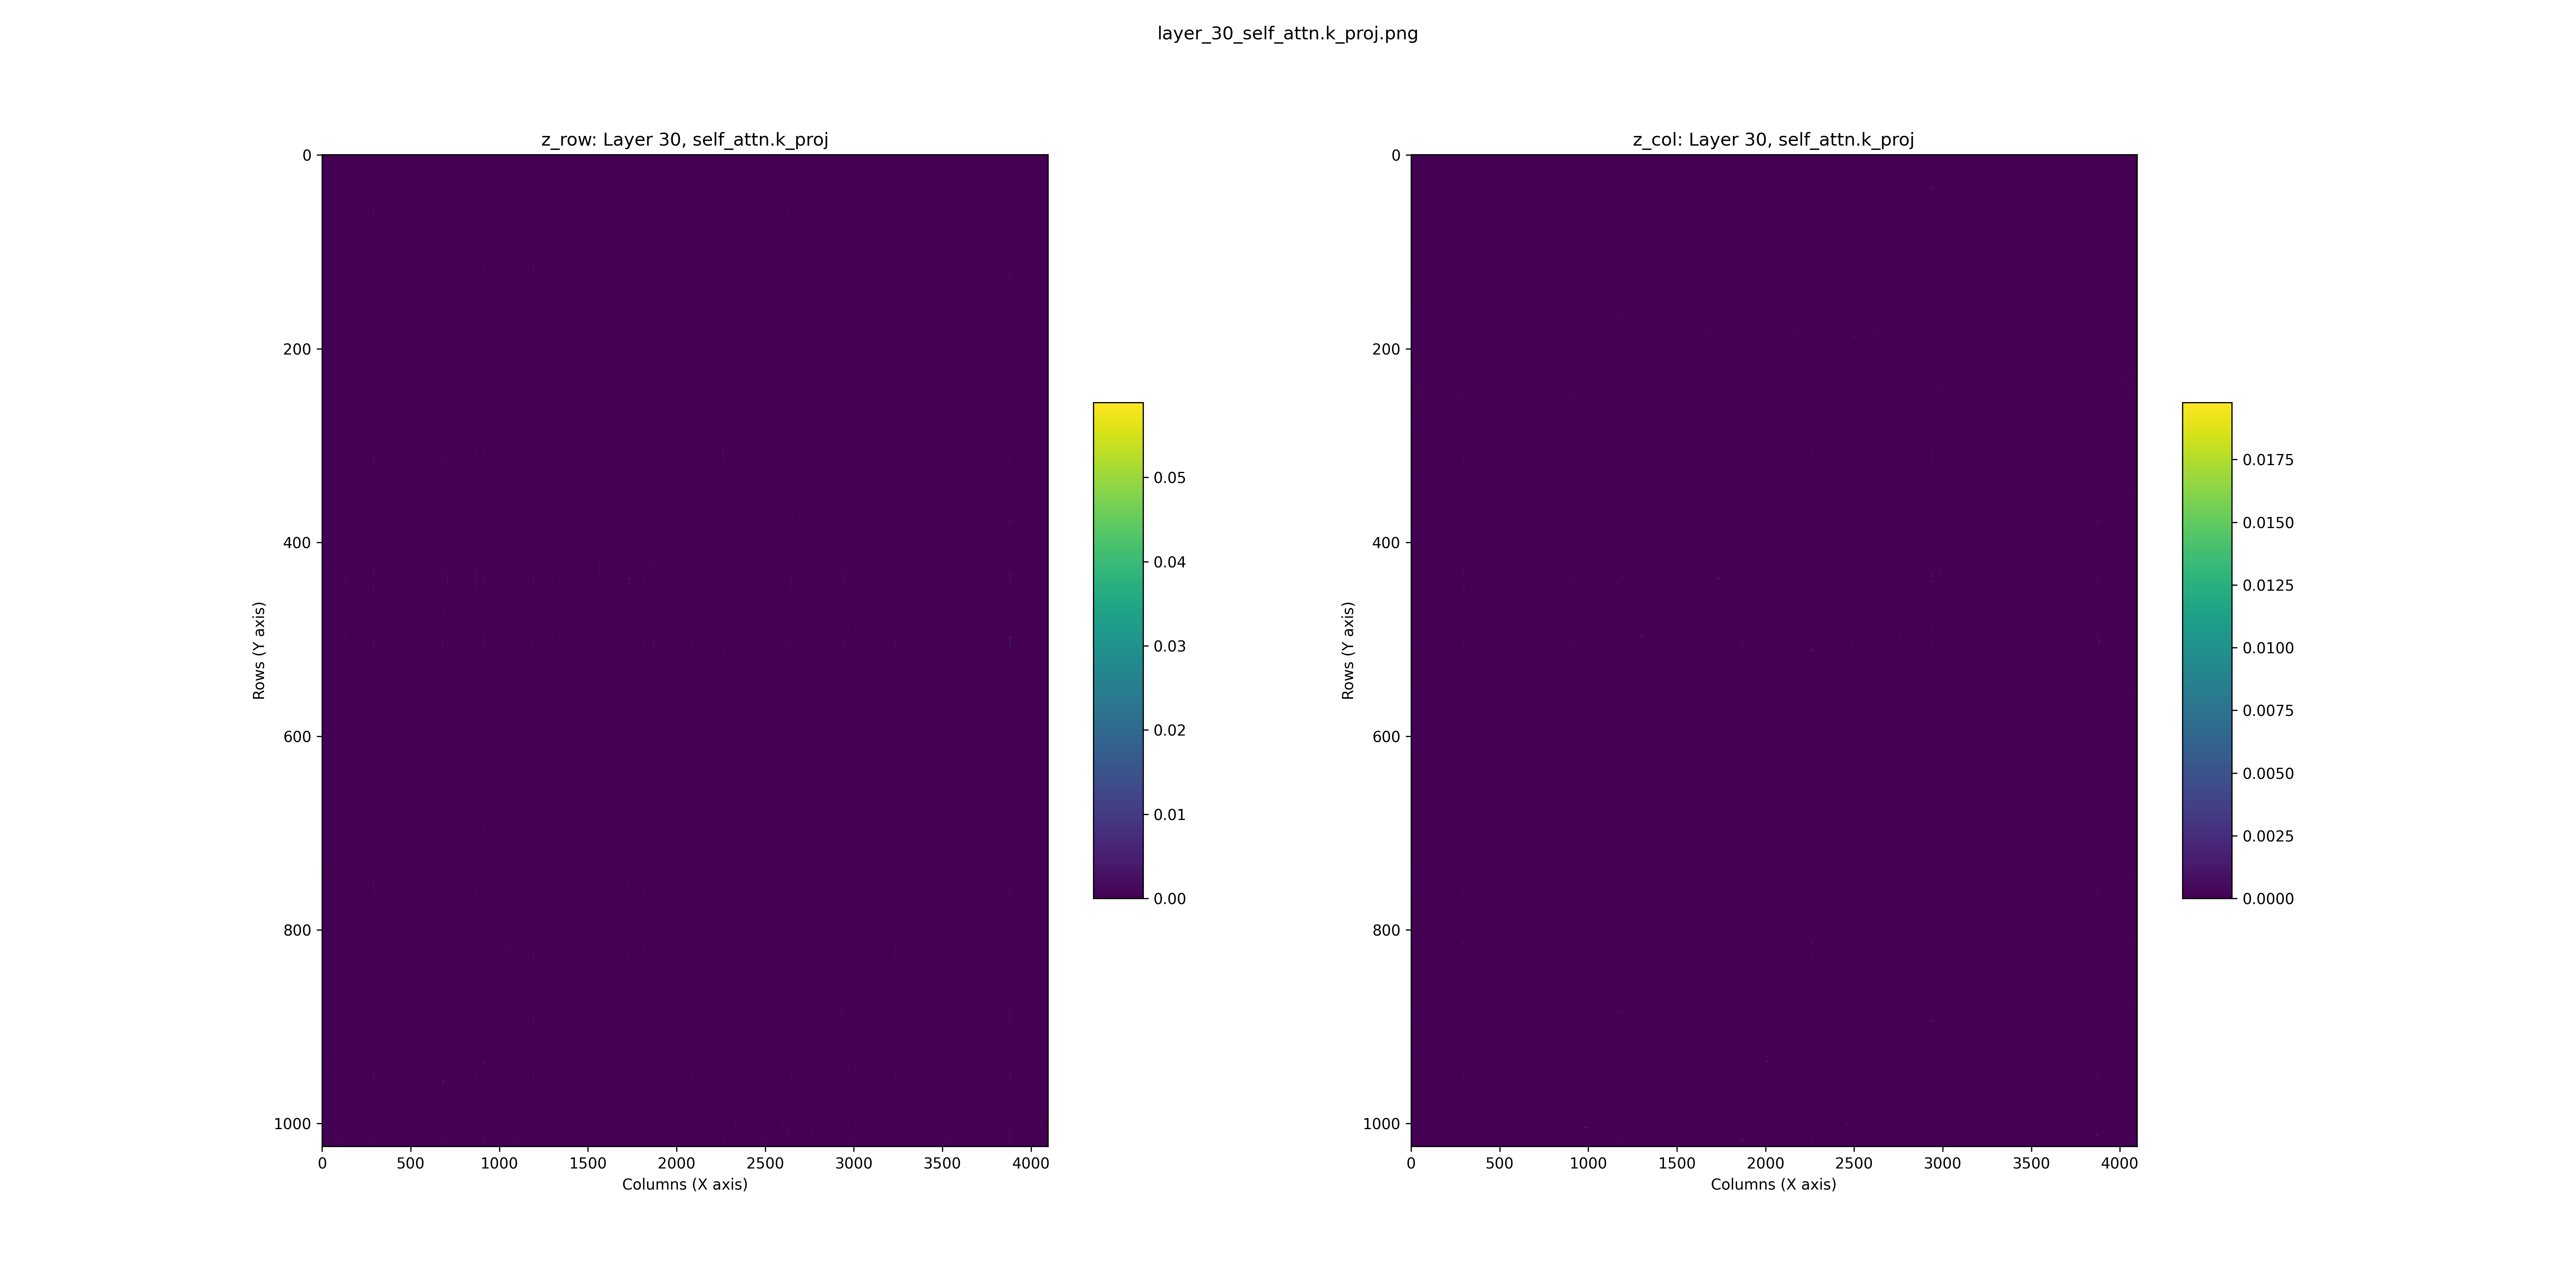 layer_30_self_attn.k_proj.png
z_row: Layer 30, self_attn.k_proj
0
200
400
600
800
1000
Rows (Y axis)
0 500 1000 1500 2000 2500 3000 3500 4000
Columns (X axis)
0.05
0.04
0.03
0.02
0.01
0.00
z_col: Layer 30, self_attn.k_proj
0
200
400
600
800
1000
Rows (Y axis)
0 500 1000 1500 2000 2500 3000 3500 4000
Columns (X axis)
0.0175
0.0150
0.0125
0.0100
0.0075
0.0050
0.0025
0.0000